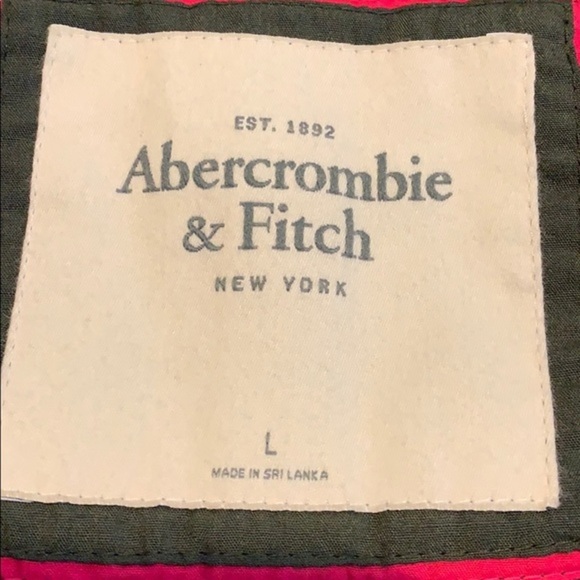 EST. 1892
Abercrombie
& Fitch
NEW YORK
L
MADE IN SRI LANKA